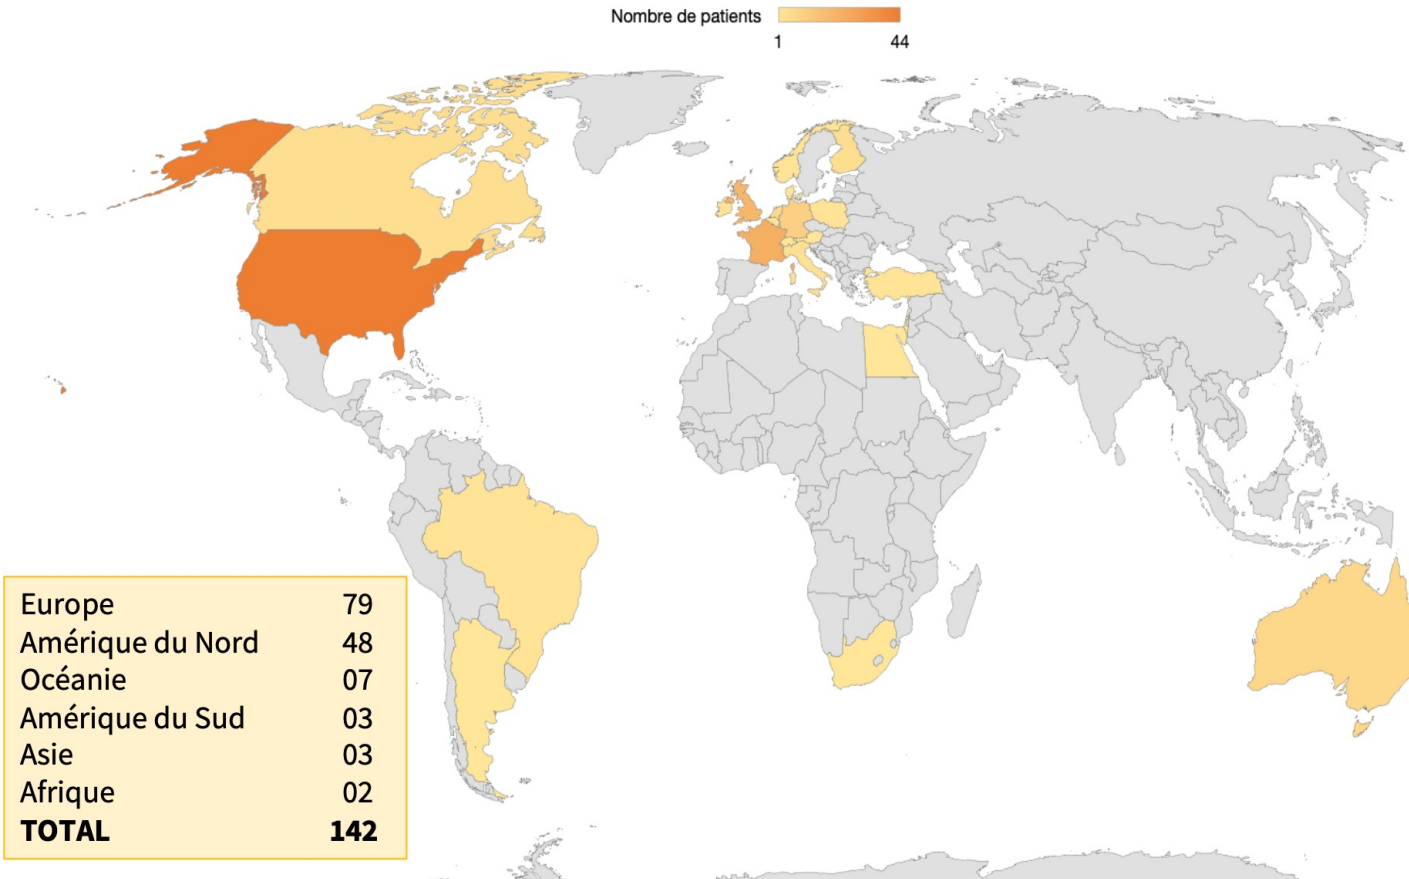 Nombre de patients
1 44
Europe 79
Amérique du Nord 48
Océanie 07
Amérique du Sud 03
Asie 03
Afrique 02
TOTAL 142